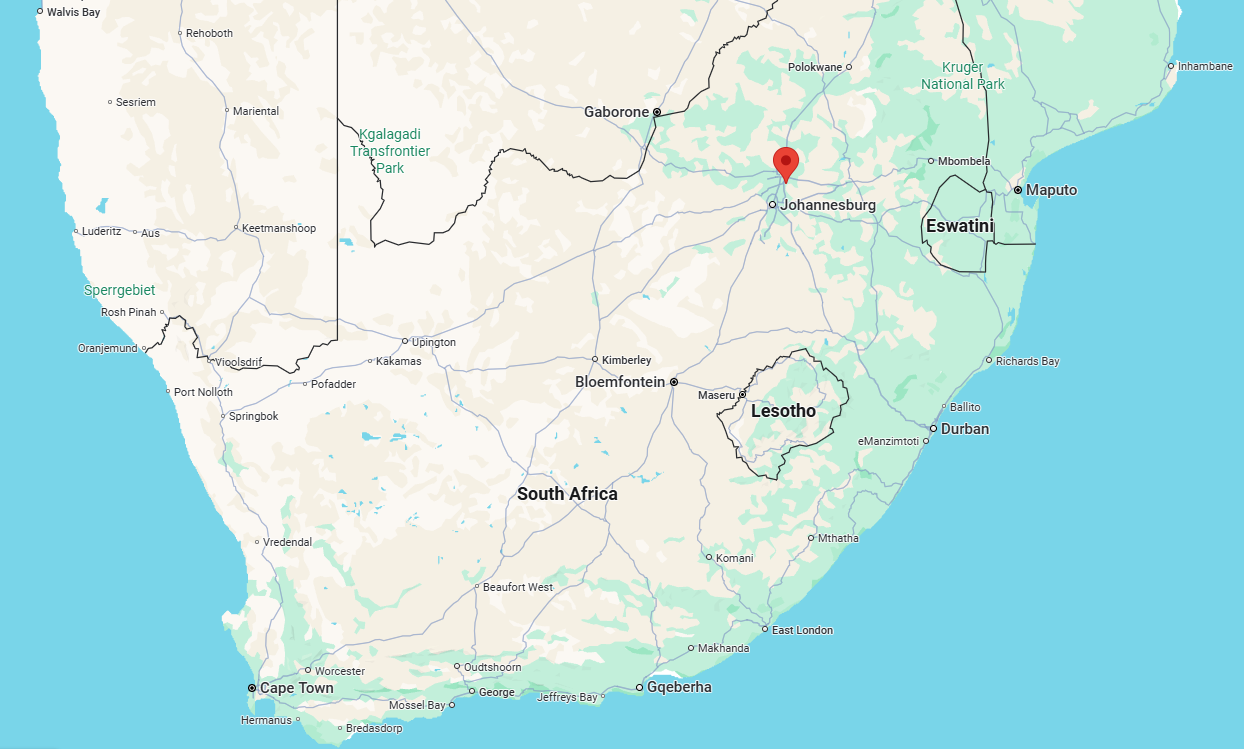 Walvis Bay
Rehoboth
Polokwane
Inhambane
Kruger
National Park
Sesriem
Mariental
Gaborone
Kgalagadi
Transfrontier
Park
Mbombela
Maputo
Johannesburg
Luderitz
Aus
Keetmanshoop
Eswatini
Sperrgebiet
Rosh Pinah
Oranjemund
Vioolsdrif
Upington
Kakamas
Kimberley
Richards Bay
Port Nolloth
Pofadder
Bloemfontein
Maseru
Lesotho
Springbok
Ballito
Durban
eManzimtoti
South Africa
Vredendal
Mthatha
Komani
Beaufort West
East London
Makhanda
Worcester
Oudtshoorn
Cape Town
George
Jeffreys Bay
Gqeberha
Mossel Bay
Hermanus
Bredasdorp